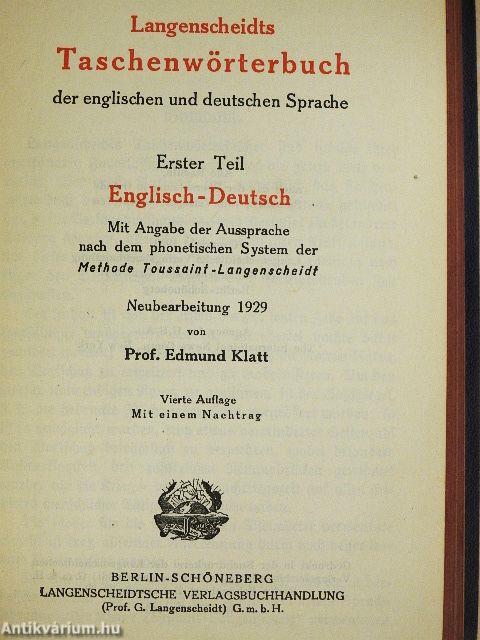 Langenscheidts
Taschenwörterbuch
der englischen und deutschen Sprache
Erster Teil
Englisch-Deutsch
Mit Angabe der Aussprache
nach dem phonetischen System der
Methode Toussaint-Langenscheidt
Neubearbeitung 1929
von
Prof. Edmund Klatt
Vierte Auflage
Mit einem Nachtrag
BERLIN-SCHÖNEBERG
LANGENSCHEIDTSCHE VERLAGSBUCHHANDLUNG
(Prof. G. Langenscheidt) G. m. b. H.
Antikvárium.hu